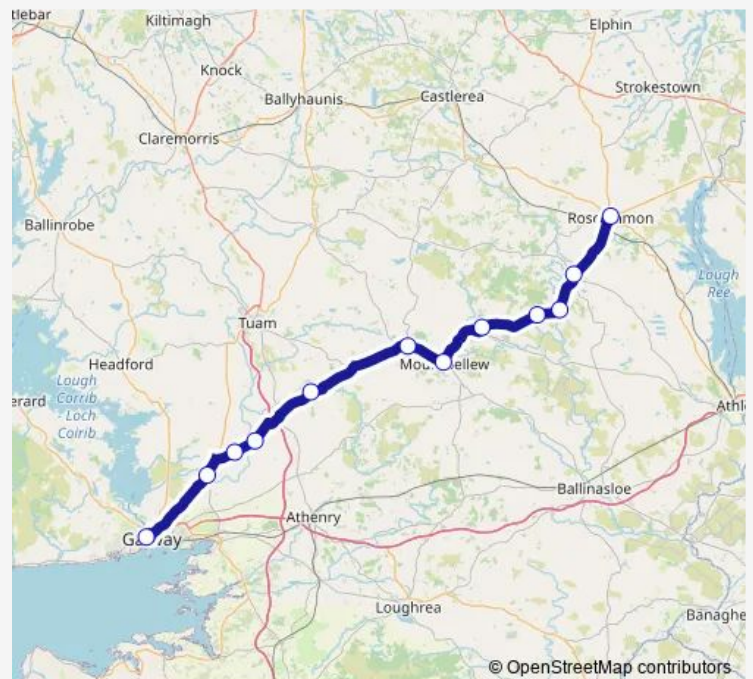 tlebar
Kiltimagh
Elphin
Knock
Strokestown
Ballyhaunis
Castlerea
Claremorris
Ballinrobe
Lough
Ree
Tuam
Headford
Lough
Corrib
- Loch
Coirib
erard
Athl
Ballinasloe
Athenry
Loughrea
Banaghe
© OpenStreetMap contributors